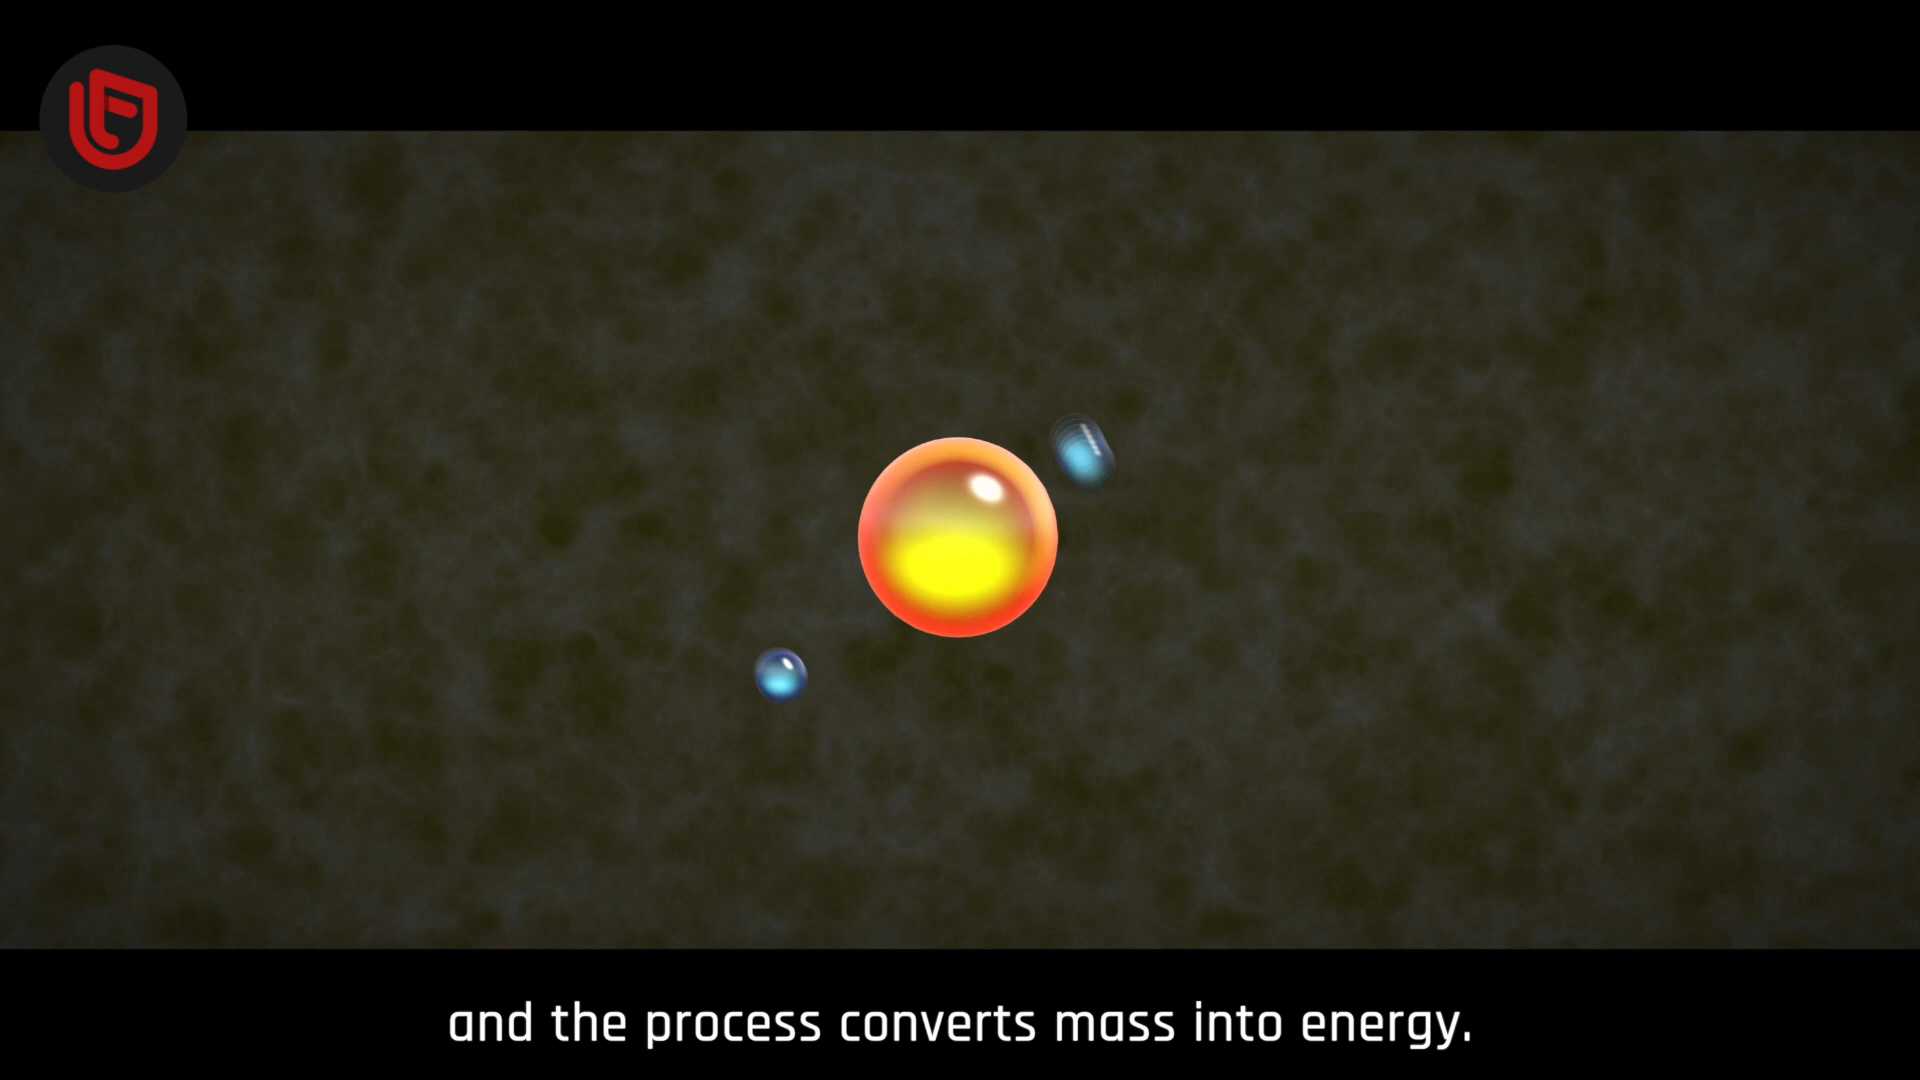 and the process converts mass into energy.